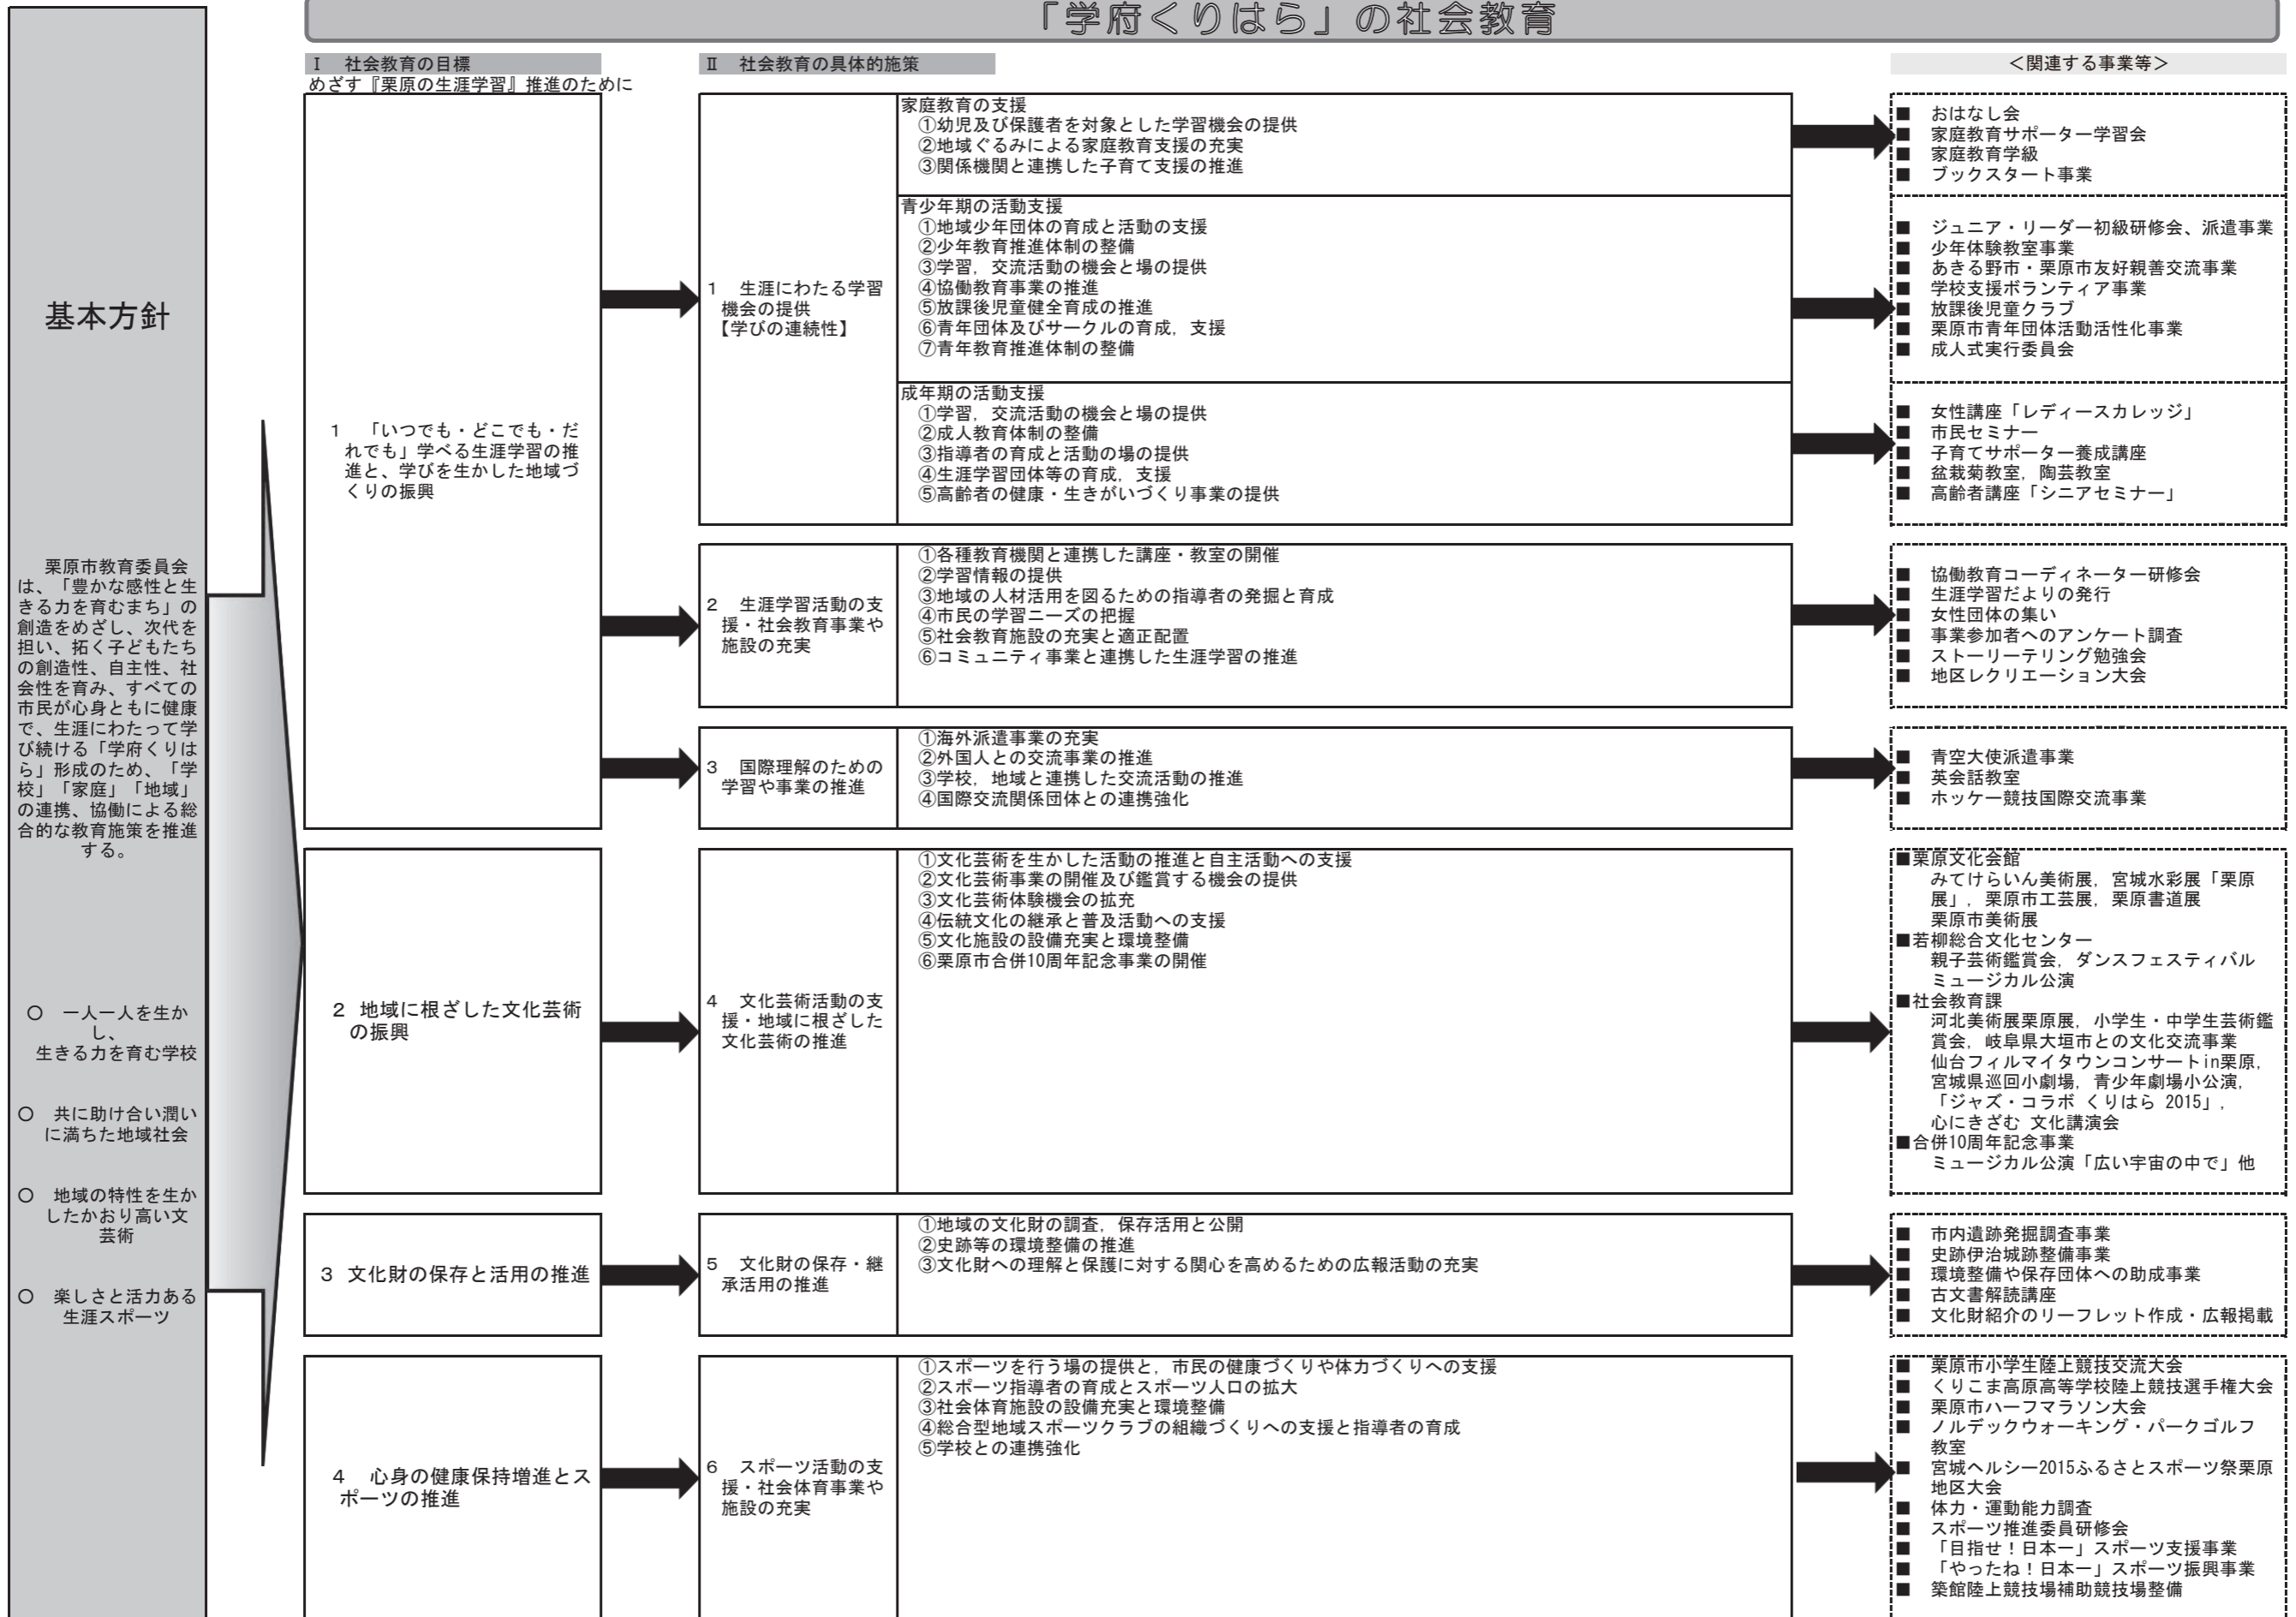 「学府くりはら」の社会教育
基本方針
栗原市教育委員会
は、「豊かな感性と生
きる力を育むまち」の
創造をめざし、次代を
担い、拓く子どもたち
の創造性、自主性、社
会性を育み、すべての
市民が心身ともに健康
で、生涯にわたって学
び続ける「学府くりは
ら」形成のため、「学
校」「家庭」「地域」
の連携、協働による総
合的な教育施策を推進
する。
○ 一人一人を生か
し、
生きる力を育む学校
○ 共に助け合い潤い
に満ちた地域社会
○ 地域の特性を生か
したかおり高い文
芸術
○ 楽しさと活力ある
生涯スポーツ
Ⅰ 社会教育の目標
めざす『栗原の生涯学習』推進のために
1 「いつでも・どこでも・だ
れでも」学べる生涯学習の推
進と、学びを生かした地域づ
くりの振興
2 地域に根ざした文化芸術
の振興
3 文化財の保存と活用の推進
4 心身の健康保持増進とス
ポーツの推進
Ⅱ 社会教育の具体的施策
1 生涯にわたる学習
機会の提供
【学びの連続性】
家庭教育の支援
①幼児及び保護者を対象とした学習機会の提供
②地域ぐるみによる家庭教育支援の充実
③関係機関と連携した子育て支援の推進
青少年期の活動支援
①地域少年団体の育成と活動の支援
②少年教育推進体制の整備
③学習，交流活動の機会と場の提供
④協働教育事業の推進
⑤放課後児童健全育成の推進
⑥青年団体及びサークルの育成，支援
⑦青年教育推進体制の整備
成年期の活動支援
①学習，交流活動の機会と場の提供
②成人教育体制の整備
③指導者の育成と活動の場の提供
④生涯学習団体等の育成，支援
⑤高齢者の健康・生きがいづくり事業の提供
2 生涯学習活動の支
援・社会教育事業や
施設の充実
①各種教育機関と連携した講座・教室の開催
②学習情報の提供
③地域の人材活用を図るための指導者の発掘と育成
④市民の学習ニーズの把握
⑤社会教育施設の充実と適正配置
⑥コミュニティ事業と連携した生涯学習の推進
3 国際理解のための
学習や事業の推進
①海外派遣事業の充実
②外国人との交流事業の推進
③学校，地域と連携した交流活動の推進
④国際交流関係団体との連携強化
4 文化芸術活動の支
援・地域に根ざした
文化芸術の推進
①文化芸術を生かした活動の推進と自主活動への支援
②文化芸術事業の開催及び鑑賞する機会の提供
③文化芸術体験機会の拡充
④伝統文化の継承と普及活動への支援
⑤文化施設の設備充実と環境整備
⑥栗原市合併10周年記念事業の開催
5 文化財の保存・継
承活用の推進
①地域の文化財の調査，保存活用と公開
②史跡等の環境整備の推進
③文化財への理解と保護に対する関心を高めるための広報活動の充実
6 スポーツ活動の支
援・社会体育事業や
施設の充実
①スポーツを行う場の提供と，市民の健康づくりや体力づくりへの支援
②スポーツ指導者の育成とスポーツ人口の拡大
③社会体育施設の設備充実と環境整備
④総合型地域スポーツクラブの組織づくりへの支援と指導者の育成
⑤学校との連携強化
＜関連する事業等＞
■ おはなし会
■ 家庭教育サポーター学習会
■ 家庭教育学級
■ ブックスタート事業
■ ジュニア・リーダー初級研修会、派遣事業
■ 少年体験教室事業
■ あきる野市・栗原市友好親善交流事業
■ 学校支援ボランティア事業
■ 放課後児童クラブ
■ 栗原市青年団体活動活性化事業
■ 成人式実行委員会
■ 女性講座「レディースカレッジ」
■ 市民セミナー
■ 子育てサポーター養成講座
■ 盆栽菊教室，陶芸教室
■ 高齢者講座「シニアセミナー」
■ 協働教育コーディネーター研修会
■ 生涯学習だよりの発行
■ 女性団体の集い
■ 事業参加者へのアンケート調査
■ ストーリーテリング勉強会
■ 地区レクリエーション大会
■ 青空大使派遣事業
■ 英会話教室
■ ホッケー競技国際交流事業
■栗原文化会館
みてけらいん美術展，宮城水彩展「栗原
展」，栗原市工芸展，栗原書道展
栗原市美術展
■若柳総合文化センター
親子芸術鑑賞会，ダンスフェスティバル
ミュージカル公演
■社会教育課
河北美術展栗原展，小学生・中学生芸術鑑
賞会，岐阜県大垣市との文化交流事業
仙台フィルマイタウンコンサートin栗原，
宮城県巡回小劇場，青少年劇場小公演，
「ジャズ・コラボ くりはら 2015」，
心にきざむ 文化講演会
■合併10周年記念事業
ミュージカル公演「広い宇宙の中で」他
■ 市内遺跡発掘調査事業
■ 史跡伊治城跡整備事業
■ 環境整備や保存団体への助成事業
■ 古文書解読講座
■ 文化財紹介のリーフレット作成・広報掲載
■ 栗原市小学生陸上競技交流大会
■ くりこま高原高等学校陸上競技選手権大会
■ 栗原市ハーフマラソン大会
■ ノルデックウォーキング・パークゴルフ
教室
■ 宮城ヘルシー2015ふるさとスポーツ祭栗原
地区大会
■ 体力・運動能力調査
■ スポーツ推進委員研修会
■ 「目指せ！日本一」スポーツ支援事業
■ 「やったね！日本一」スポーツ振興事業
■ 築館陸上競技場補助競技場整備